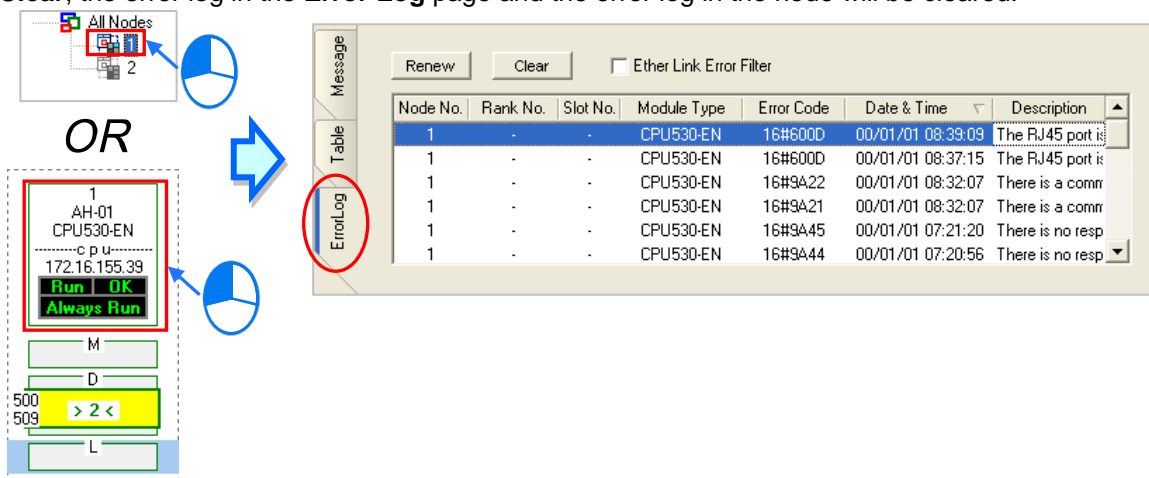 Clear, the error log in the Error Log page and the error log in the node will be cleared.
All Nodes
1
2
OR
1
AH-01
CPU530-EN
--------c p u---------
172.16.155.39
Run OK
Always Run
M
D
500
509
> 2 <
L
Message
Table
ErrorLog
Renew Clear Ether Link Error Filter
Node No. Rank No. Slot No. Module Type Error Code Date & Time Description
1 - - CPU530-EN 16#600D 00/01/01 08:39:09 The RJ45 port is
1 - - CPU530-EN 16#600D 00/01/01 08:37:15 The RJ45 port is
1 - - CPU530-EN 16#9A22 00/01/01 08:32:07 There is a comm
1 - - CPU530-EN 16#9A21 00/01/01 08:32:07 There is a comm
1 - - CPU530-EN 16#9A45 00/01/01 07:21:20 There is no resp
1 - - CPU530-EN 16#9A44 00/01/01 07:20:56 There is no resp